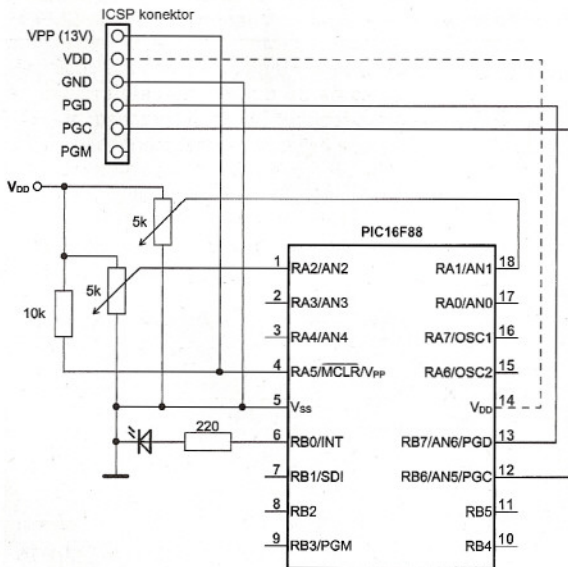 ICSP konektor
VPP (13V)
VDD
GND
PGD
PGC
PGM
VDD
5k
5k
10k
220
PIC16F88
1 RA2/AN2 RA1/AN1 18
2 RA3/AN3 RA0/AN0 17
3 RA4/AN4 RA7/OSC1 16
4 RA5/MCLR/VPP RA6/OSC2 15
5 VSS VDD 14
6 RB0/INT RB7/AN6/PGD 13
7 RB1/SDI RB6/AN5/PGC 12
8 RB2 RB5 11
9 RB3/PGM RB4 10